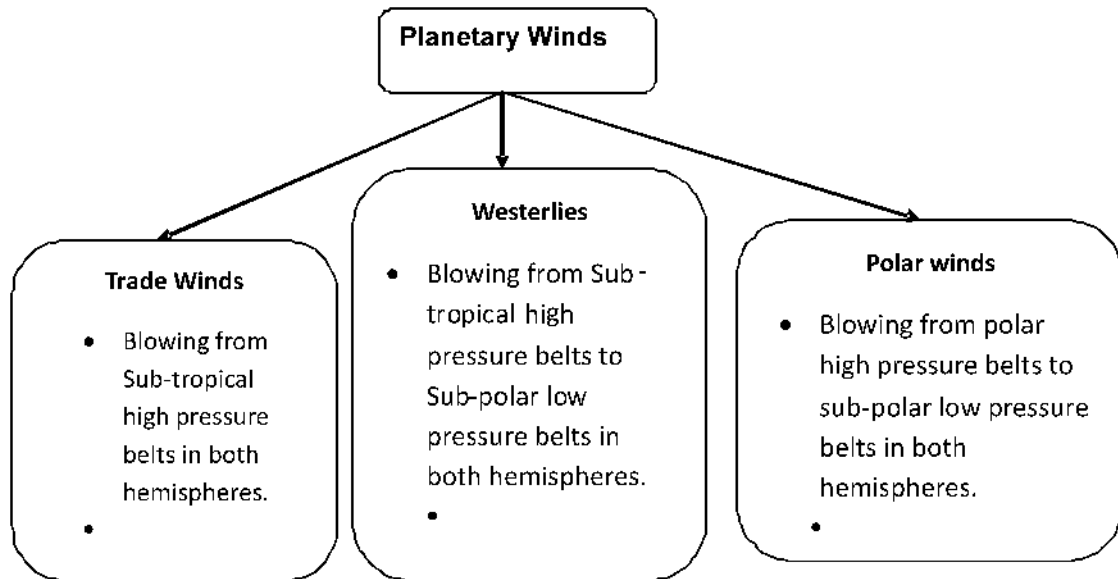 Planetary Winds
Trade Winds
• Blowing from
Sub-tropical
high pressure
belts in both
hemispheres.
•
Westerlies
• Blowing from Sub-
tropical high
pressure belts to
Sub-polar low
pressure belts in
both hemispheres.
•
Polar winds
• Blowing from polar
high pressure belts to
sub-polar low pressure
belts in both
hemispheres.
•